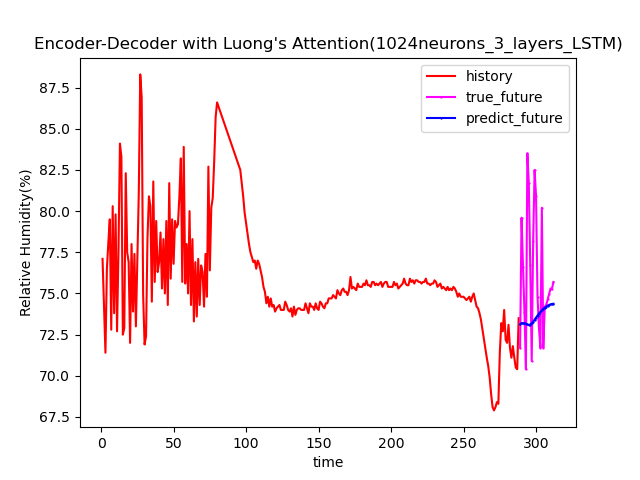 Encoder-Decoder with Luong's Attention(1024neurons_3_layers_LSTM)
history
true_future
predict_future
Relative Humidity(%)
87.5
85.0
82.5
80.0
77.5
75.0
72.5
70.0
67.5
0 50 100 150 200 250 300
time